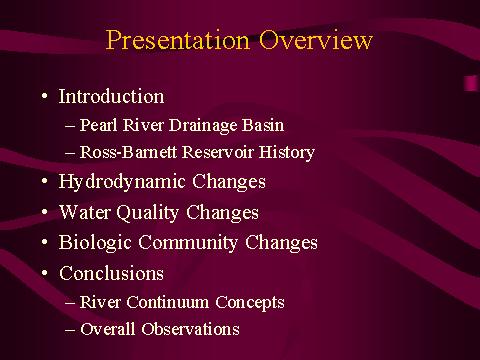 Presentation Overview
• Introduction
– Pearl River Drainage Basin
– Ross-Barnett Reservoir History
• Hydrodynamic Changes
• Water Quality Changes
• Biologic Community Changes
• Conclusions
– River Continuum Concepts
– Overall Observations